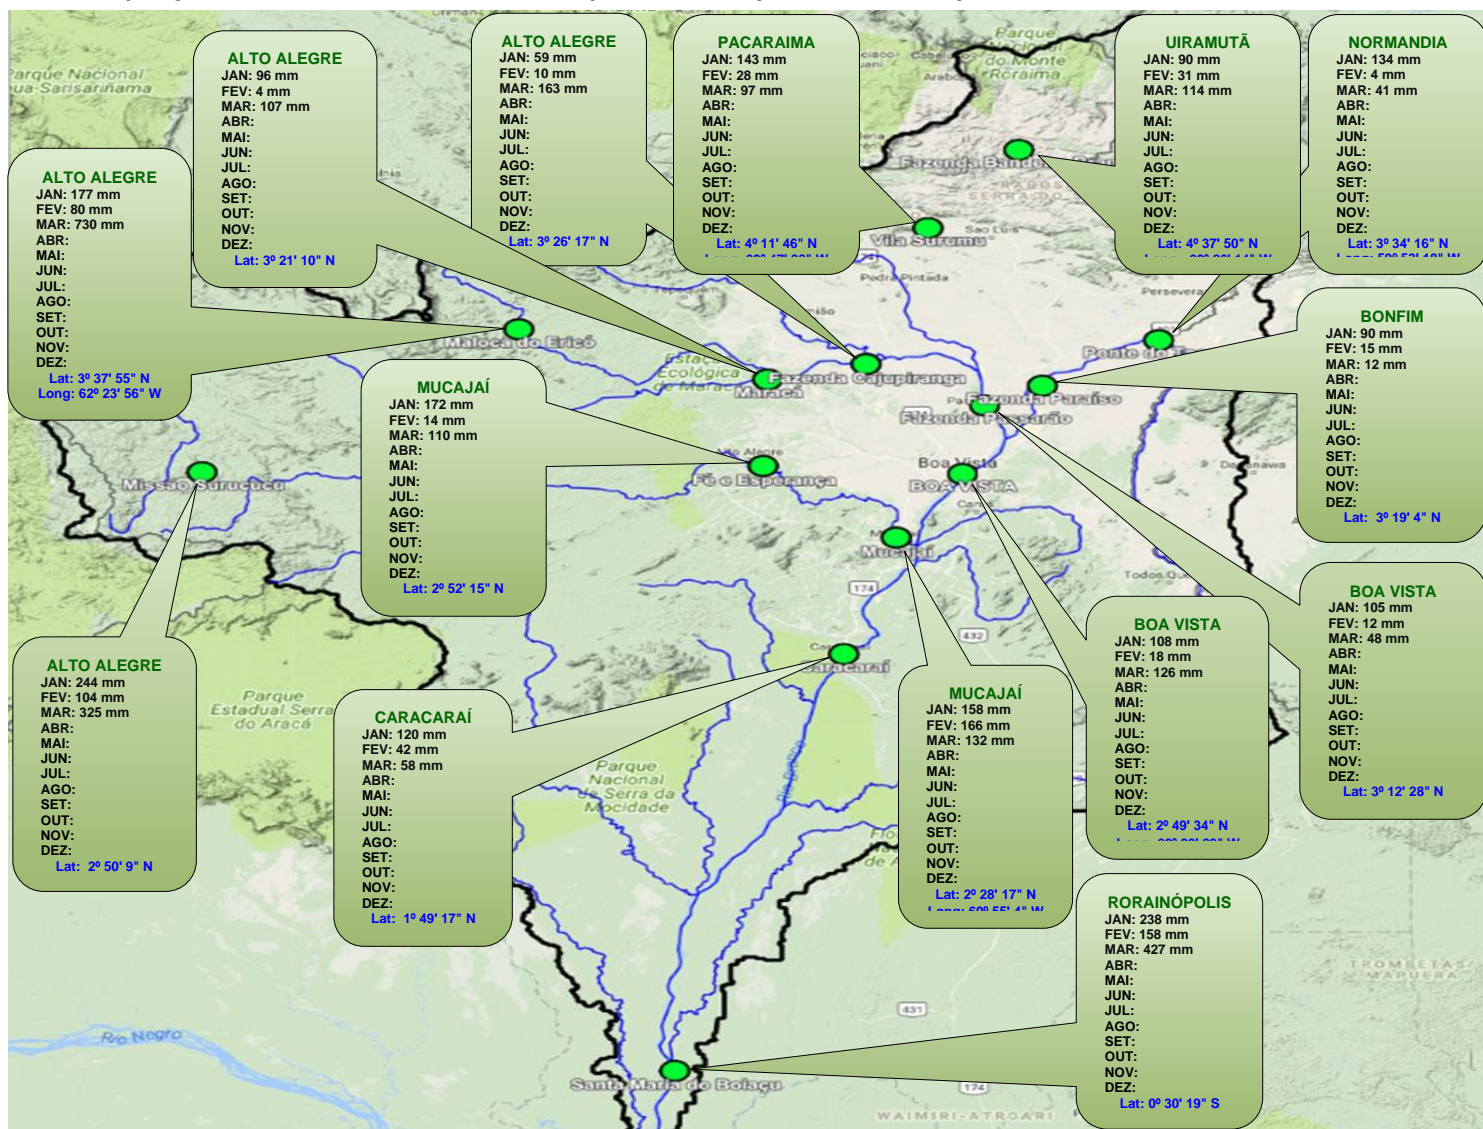 ALTO ALEGRE
JAN: 96 mm
FEV: 4 mm
MAR: 107 mm
ABR:
MAI:
JUN:
JUL:
AGO:
SET:
OUT:
NOV:
DEZ:
Lat: 3º 21' 10" N
ALTO ALEGRE
JAN: 59 mm
FEV: 10 mm
MAR: 163 mm
ABR:
MAI:
JUN:
JUL:
AGO:
SET:
OUT:
NOV:
DEZ:
Lat: 3º 26' 17" N
PACARAIMA
JAN: 143 mm
FEV: 28 mm
MAR: 97 mm
ABR:
MAI:
JUN:
JUL:
AGO:
SET:
OUT:
NOV:
DEZ:
Lat: 4º 11' 46" N
UIRAMUTÃ
JAN: 90 mm
FEV: 31 mm
MAR: 114 mm
ABR:
MAI:
JUN:
JUL:
AGO:
SET:
OUT:
NOV:
DEZ:
Lat: 4º 37' 50" N
NORMANDIA
JAN: 134 mm
FEV: 4 mm
MAR: 41 mm
ABR:
MAI:
JUN:
JUL:
AGO:
SET:
OUT:
NOV:
DEZ:
Lat: 3º 34' 16" N
ALTO ALEGRE
JAN: 177 mm
FEV: 80 mm
MAR: 730 mm
ABR:
MAI:
JUN:
JUL:
AGO:
SET:
OUT:
NOV:
DEZ:
Lat: 3º 37' 55" N
Long: 62º 23' 56" W
BONFIM
JAN: 90 mm
FEV: 15 mm
MAR: 12 mm
ABR:
MAI:
JUN:
JUL:
AGO:
SET:
OUT:
NOV:
DEZ:
Lat: 3º 19' 4" N
MUCAJAÍ
JAN: 172 mm
FEV: 14 mm
MAR: 110 mm
ABR:
MAI:
JUN:
JUL:
AGO:
SET:
OUT:
NOV:
DEZ:
Lat: 2º 52' 15" N
BOA VISTA
JAN: 105 mm
FEV: 12 mm
MAR: 48 mm
ABR:
MAI:
JUN:
JUL:
AGO:
SET:
OUT:
NOV:
DEZ:
Lat: 3º 12' 28" N
BOA VISTA
JAN: 108 mm
FEV: 18 mm
MAR: 126 mm
ABR:
MAI:
JUN:
JUL:
AGO:
SET:
OUT:
NOV:
DEZ:
Lat: 2º 49' 34" N
ALTO ALEGRE
JAN: 244 mm
FEV: 104 mm
MAR: 325 mm
ABR:
MAI:
JUN:
JUL:
AGO:
SET:
OUT:
NOV:
DEZ:
Lat: 2º 50' 9" N
CARACARAÍ
JAN: 120 mm
FEV: 42 mm
MAR: 58 mm
ABR:
MAI:
JUN:
JUL:
AGO:
SET:
OUT:
NOV:
DEZ:
Lat: 1º 49' 17" N
MUCAJAÍ
JAN: 158 mm
FEV: 166 mm
MAR: 132 mm
ABR:
MAI:
JUN:
JUL:
AGO:
SET:
OUT:
NOV:
DEZ:
Lat: 2º 28' 17" N
Long: 60º 55' 4" W
RORAINÓPOLIS
JAN: 238 mm
FEV: 158 mm
MAR: 427 mm
ABR:
MAI:
JUN:
JUL:
AGO:
SET:
OUT:
NOV:
DEZ:
Lat: 0º 30' 19" S
Parque Nacional
Parque
do Monte
Roraima
Fazenda
Vila Surumu
Sao Luis
Pedra Pintada
Maloca do Ericó
Ponte do
Estação
Ecológica
de Maracá
Maracá
Fazenda Cajupiranga
Fazenda Paraíso
Fazenda Passarão
Alto Alegre
Fé e Esperança
Boa Vista
BOA VISTA
Missão Surucucu
Mucajaí
174
432
Caracaraí
Parque
Estadual Serra
do Aracá
Parque
Nacional
da Serra da
Mocidade
Rio Branco
Rio Negro
431
174
Santa Maria do Boiaçu
TROMBETAS/
MAPUERA
WAIMIRI-ATROARI